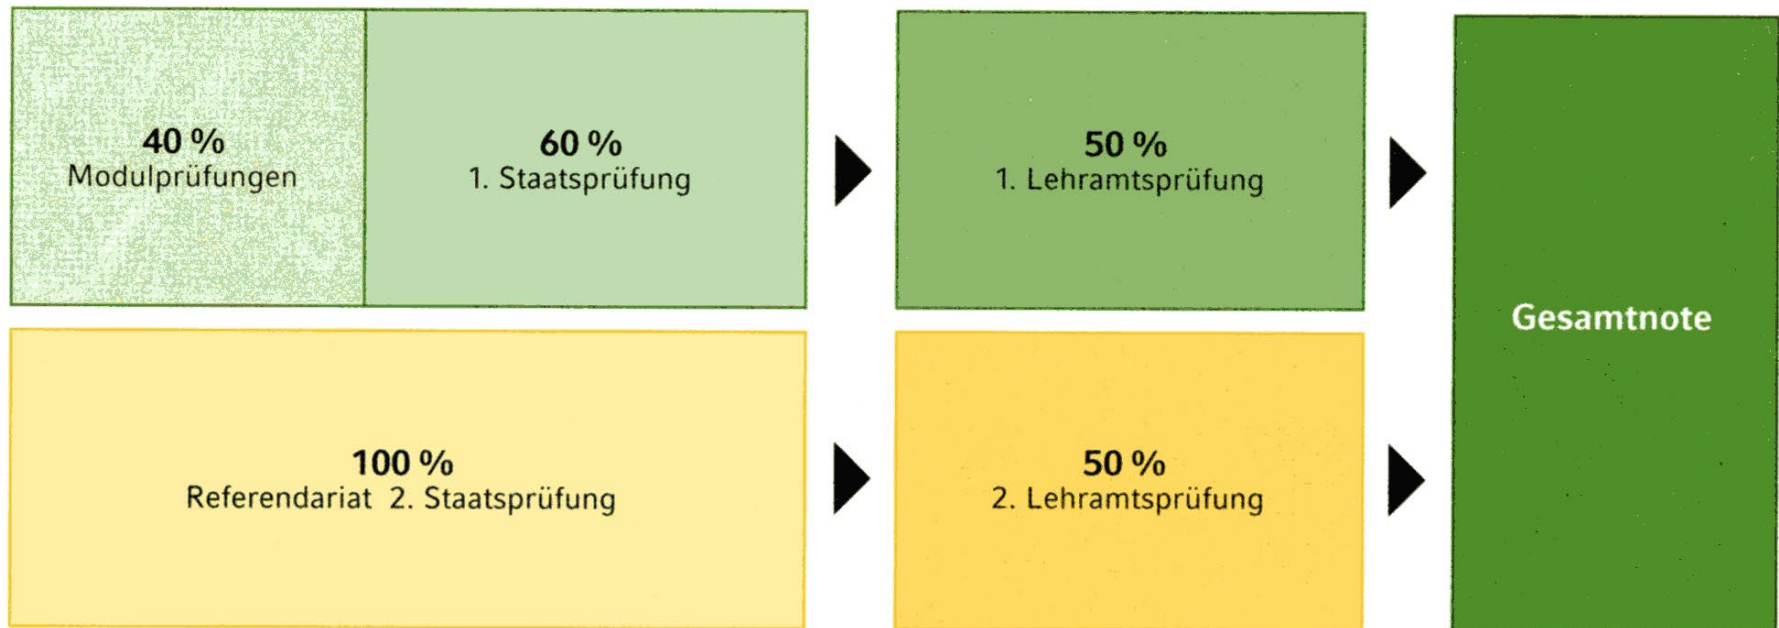 40 %
Modulprüfungen
60 %
1. Staatsprüfung
50 %
1. Lehramtsprüfung
Gesamtnote
100 %
Referendariat 2. Staatsprüfung
50 %
2. Lehramtsprüfung